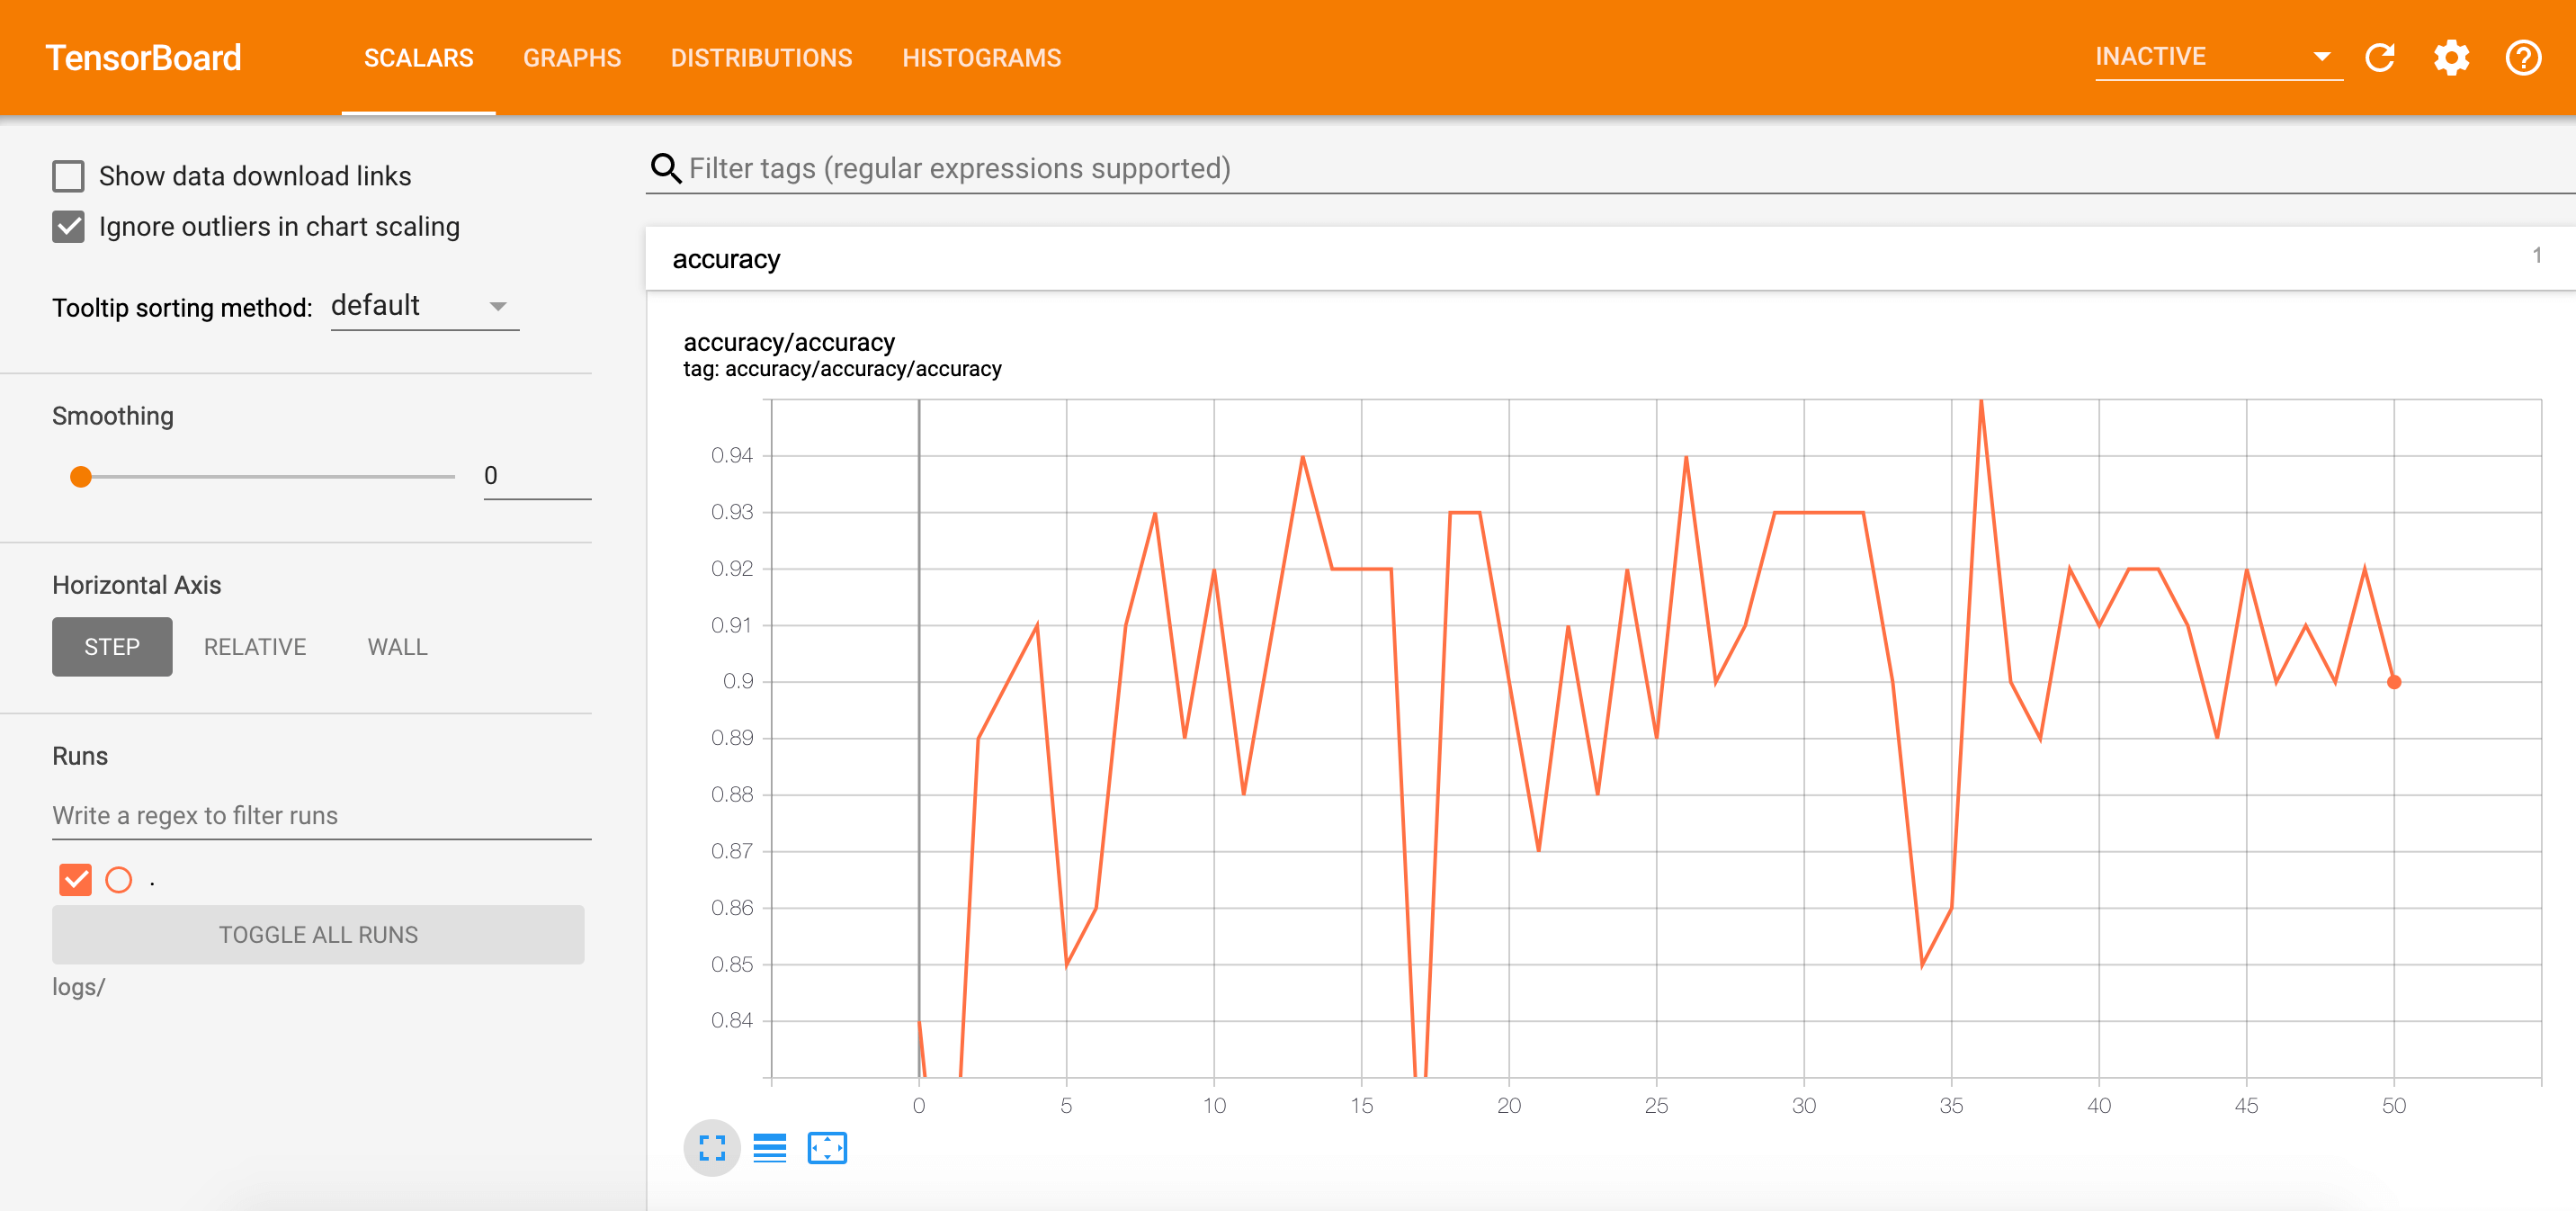 TensorBoard SCALARS GRAPHS DISTRIBUTIONS HISTOGRAMS INACTIVE
Show data download links
Ignore outliers in chart scaling
Tooltip sorting method: default
Smoothing
0
Horizontal Axis
STEP RELATIVE WALL
Runs
Write a regex to filter runs
.
TOGGLE ALL RUNS
logs/
Filter tags (regular expressions supported)
accuracy 1
accuracy/accuracy
tag: accuracy/accuracy/accuracy
0.94
0.93
0.92
0.91
0.9
0.89
0.88
0.87
0.86
0.85
0.84
0 5 10 15 20 25 30 35 40 45 50